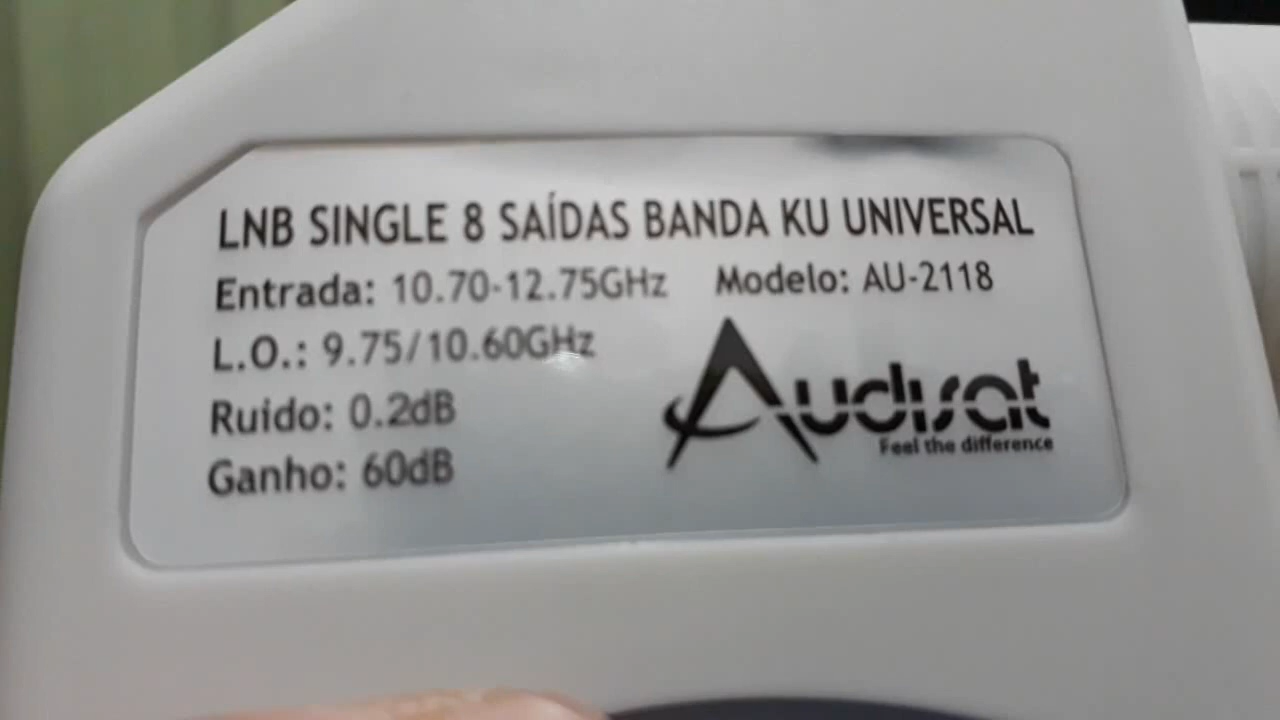 LNB SINGLE 8 SAÍDAS BANDA KU UNIVERSAL
Entrada: 10.70-12.75GHz Modelo: AU-2118
L.O.: 9.75/10.60GHz
Ruido: 0.2dB
Ganho: 60dB
Audisat
Feel the difference